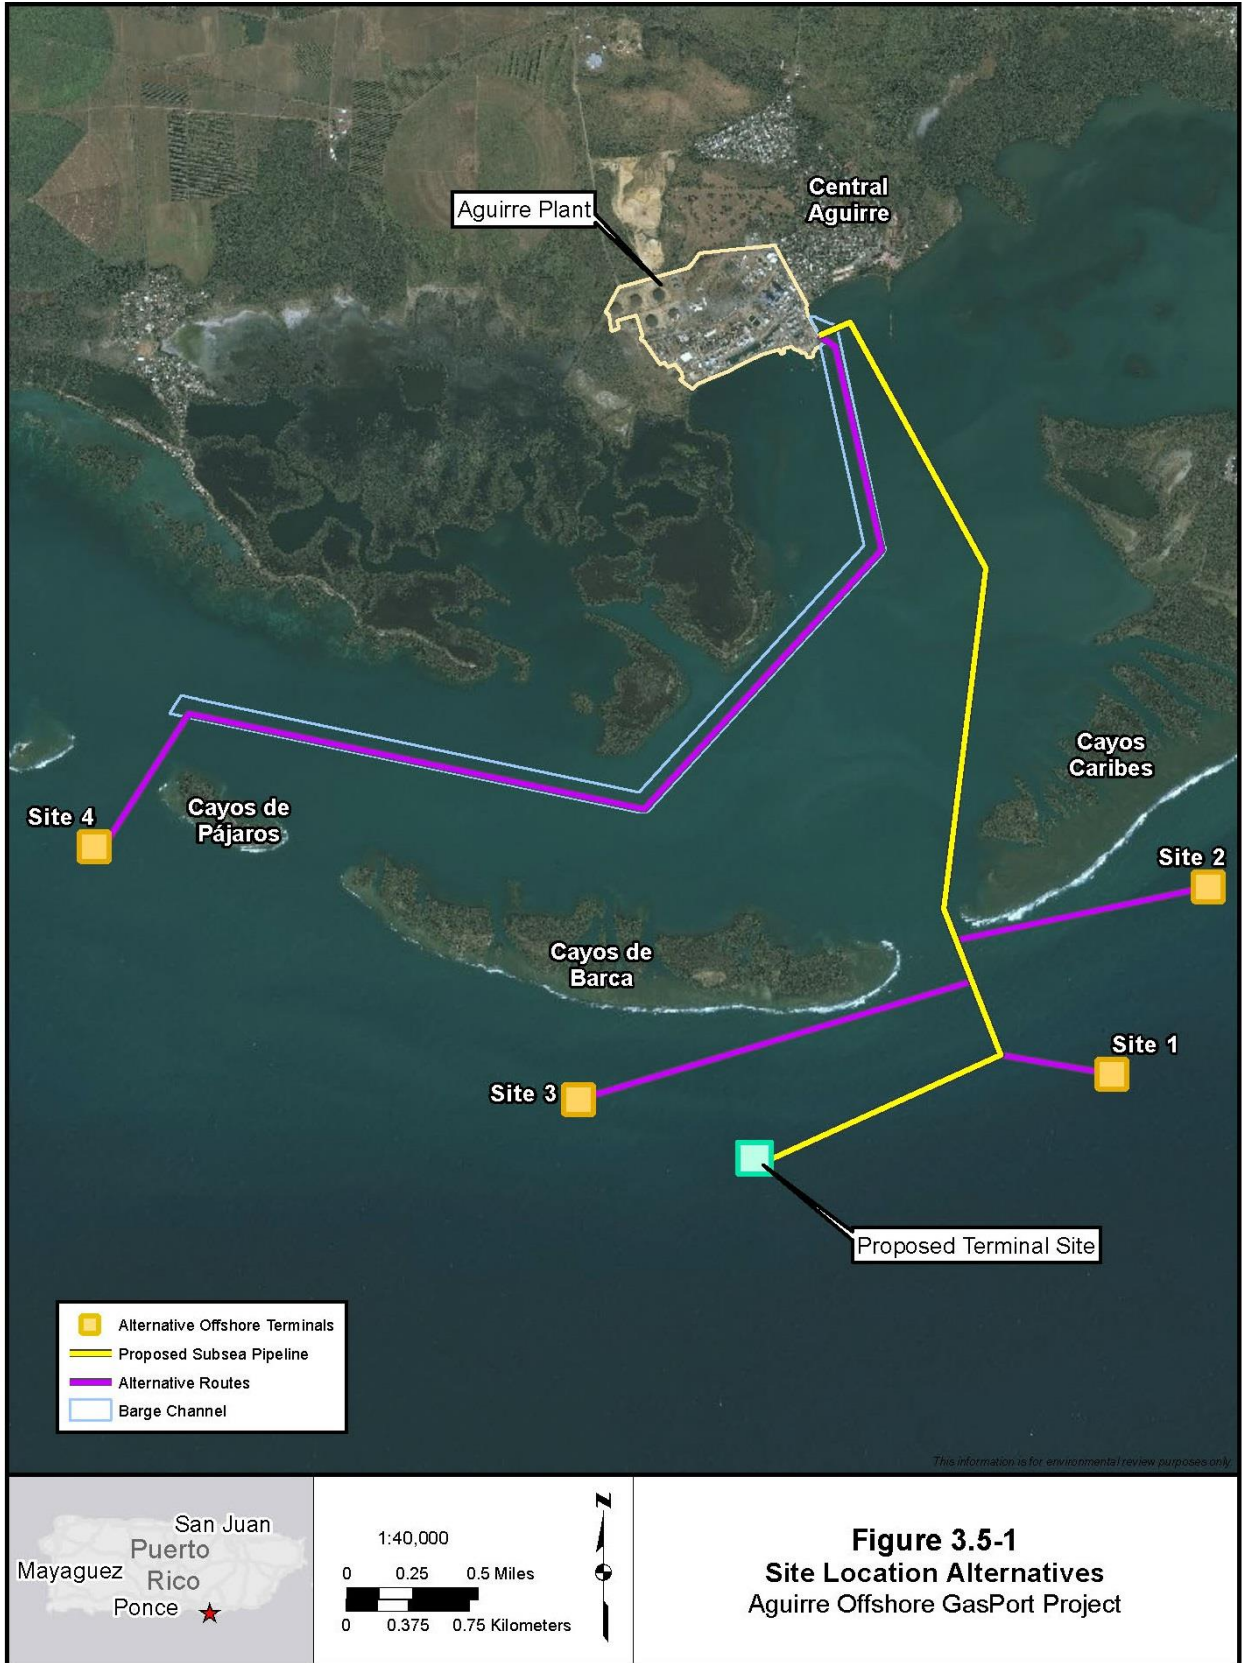 Central
Aguirre
Aguirre Plant
Cayos
Caribes
Cayos de
Pájaros
Site 4
Site 2
Cayos de
Barca
Site 1
Site 3
Proposed Terminal Site
Alternative Offshore Terminals
Proposed Subsea Pipeline
Alternative Routes
Barge Channel
This information is for environmental review purposes only
San Juan
Puerto
Rico
Mayaguez
Ponce
1:40,000
0 0.25 0.5 Miles
0 0.375 0.75 Kilometers
N
Figure 3.5-1
Site Location Alternatives
Aguirre Offshore GasPort Project